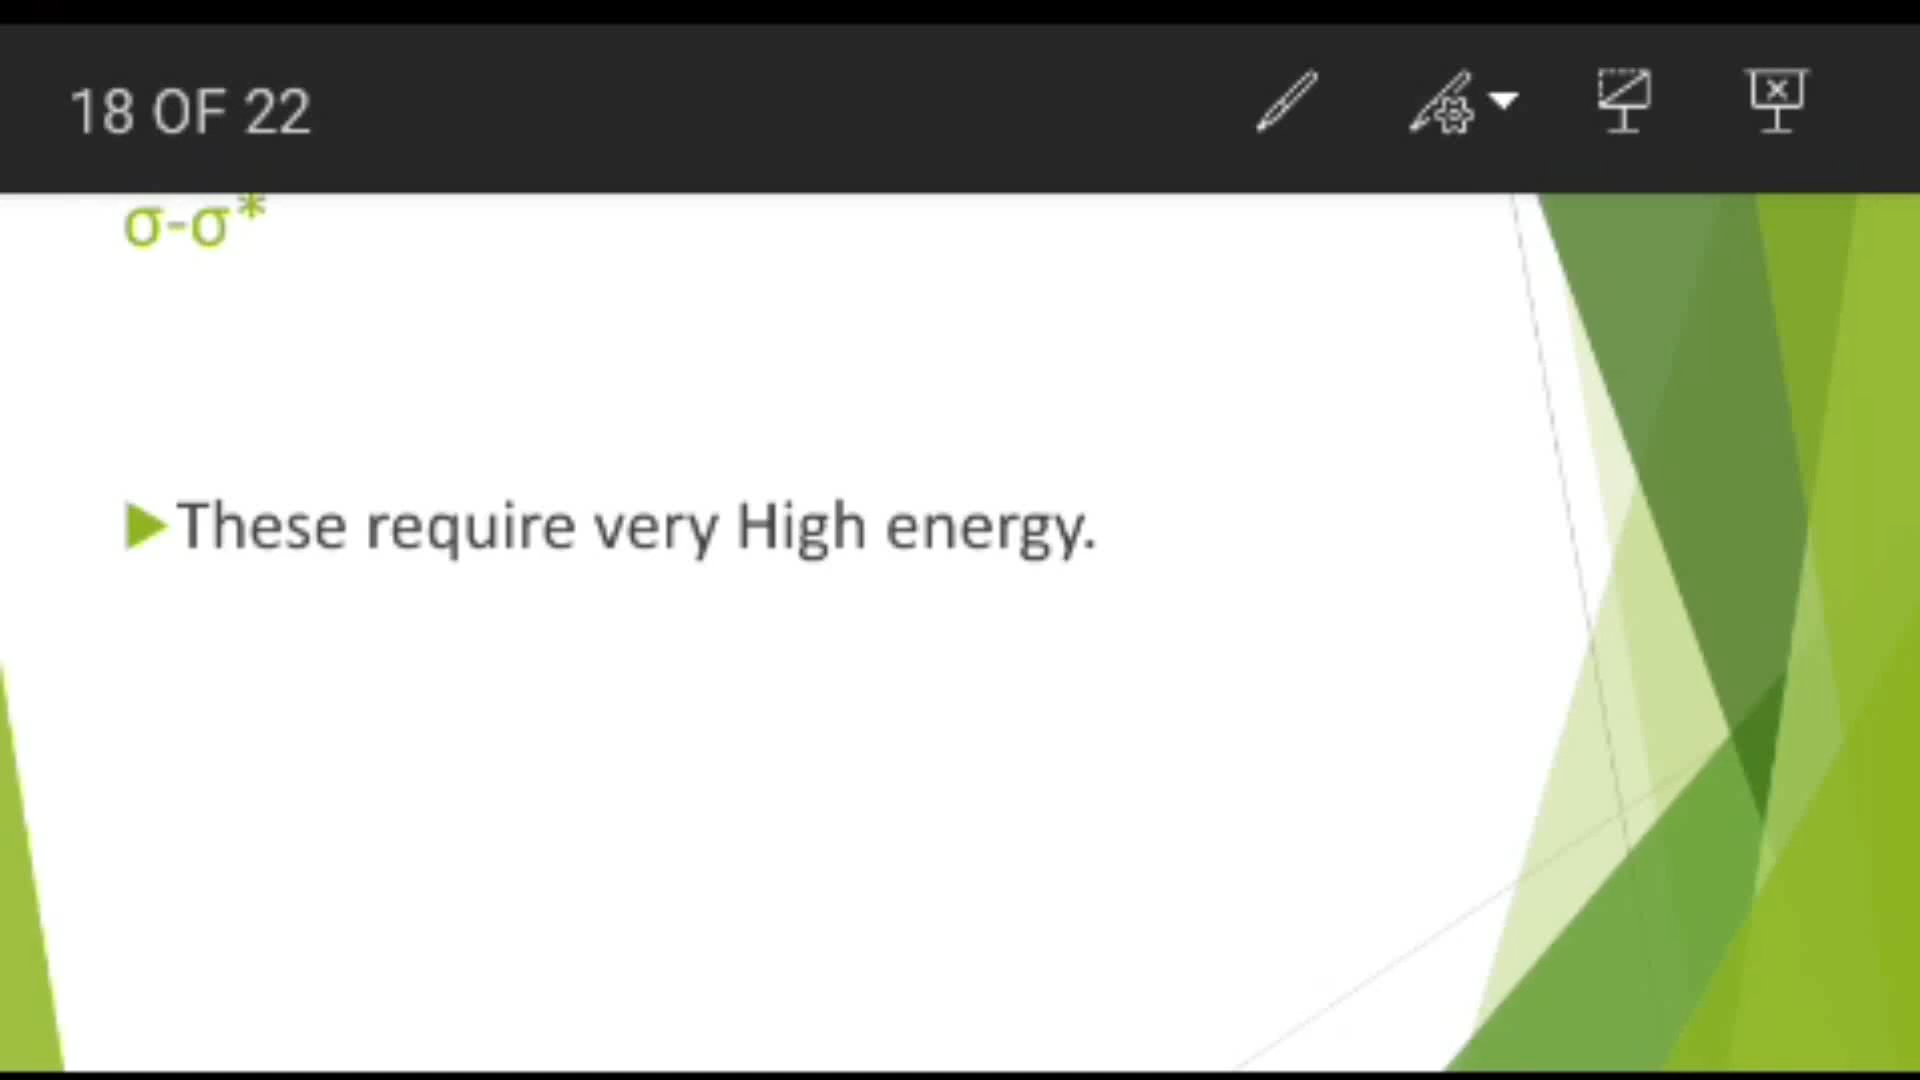 18 OF 22
σ-σ*
These require very High energy.